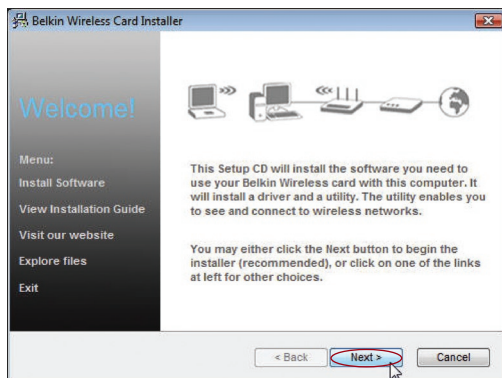 Belkin Wireless Card Installer
Welcome!
Menu:
Install Software
View Installation Guide
Visit our website
Explore files
Exit
This Setup CD will install the software you need to
use your Belkin Wireless card with this computer. It
will install a driver and a utility. The utility enables you
to see and connect to wireless networks.
You may either click the Next button to begin the
installer (recommended), or click on one of the links
at left for other choices.
< Back
Next >
Cancel